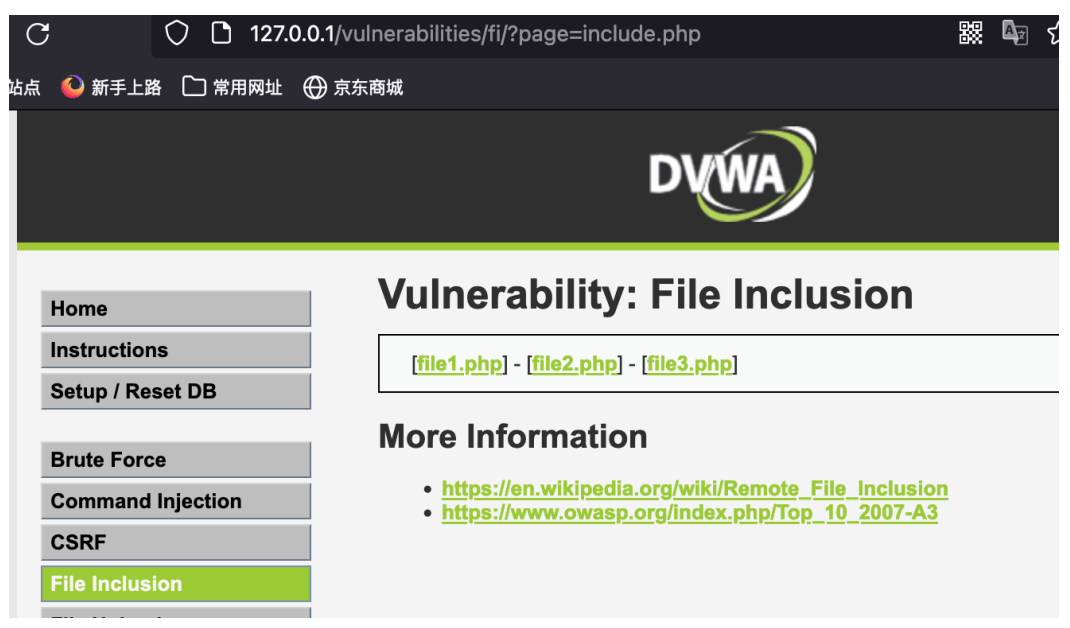 127.0.0.1/vulnerabilities/fi/?page=include.php
站点 新手上路 常用网址 京东商城
DVWA
Vulnerability: File Inclusion
[file1.php] - [file2.php] - [file3.php]
More Information
https://en.wikipedia.org/wiki/Remote_File_Inclusion
https://www.owasp.org/index.php/Top_10_2007-A3
Home
Instructions
Setup / Reset DB
Brute Force
Command Injection
CSRF
File Inclusion